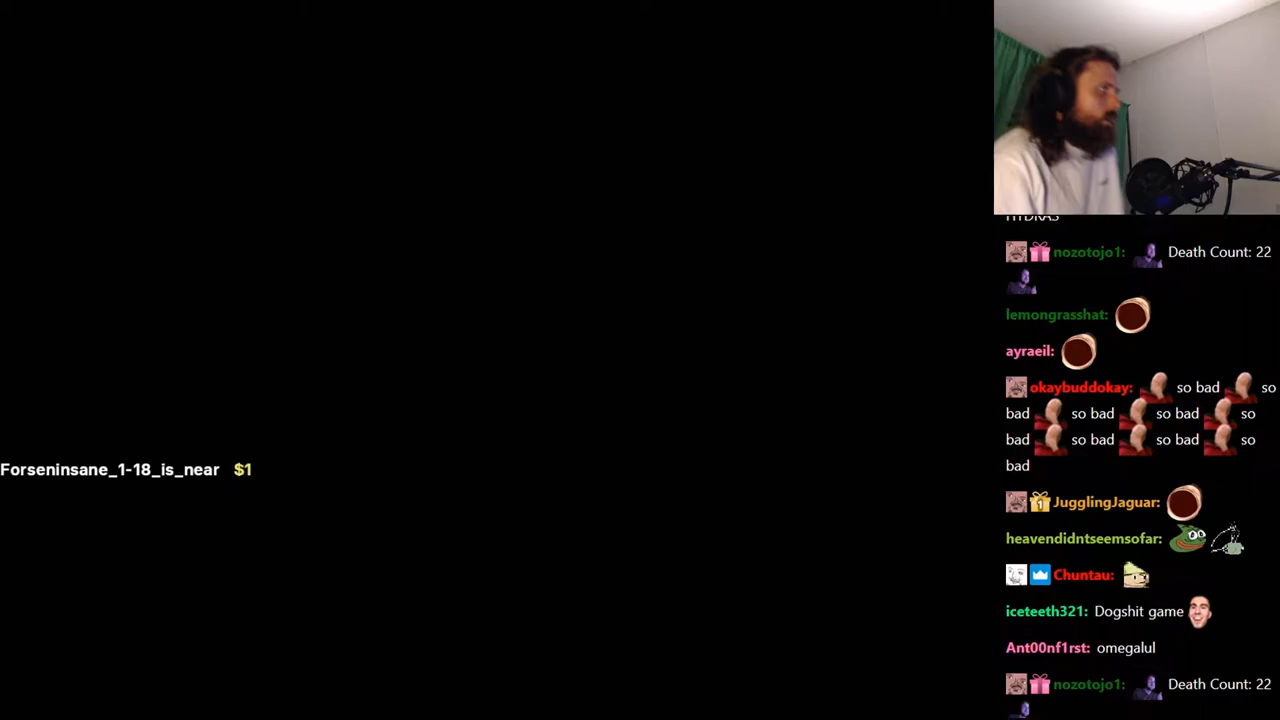 HYDRAS
nozotojo1: Death Count: 22
lemongrasshat:
ayraeil:
okaybuddokay: so bad so
bad so bad so bad so
bad so bad so bad so
bad
Forseninsane_1-18_is_near $1
1 JugglingJaguar:
heavendidntseemsofar:
Chuntau:
iceteeth321: Dogshit game
Ant00nf1rst: omegalul
nozotojo1: Death Count: 22